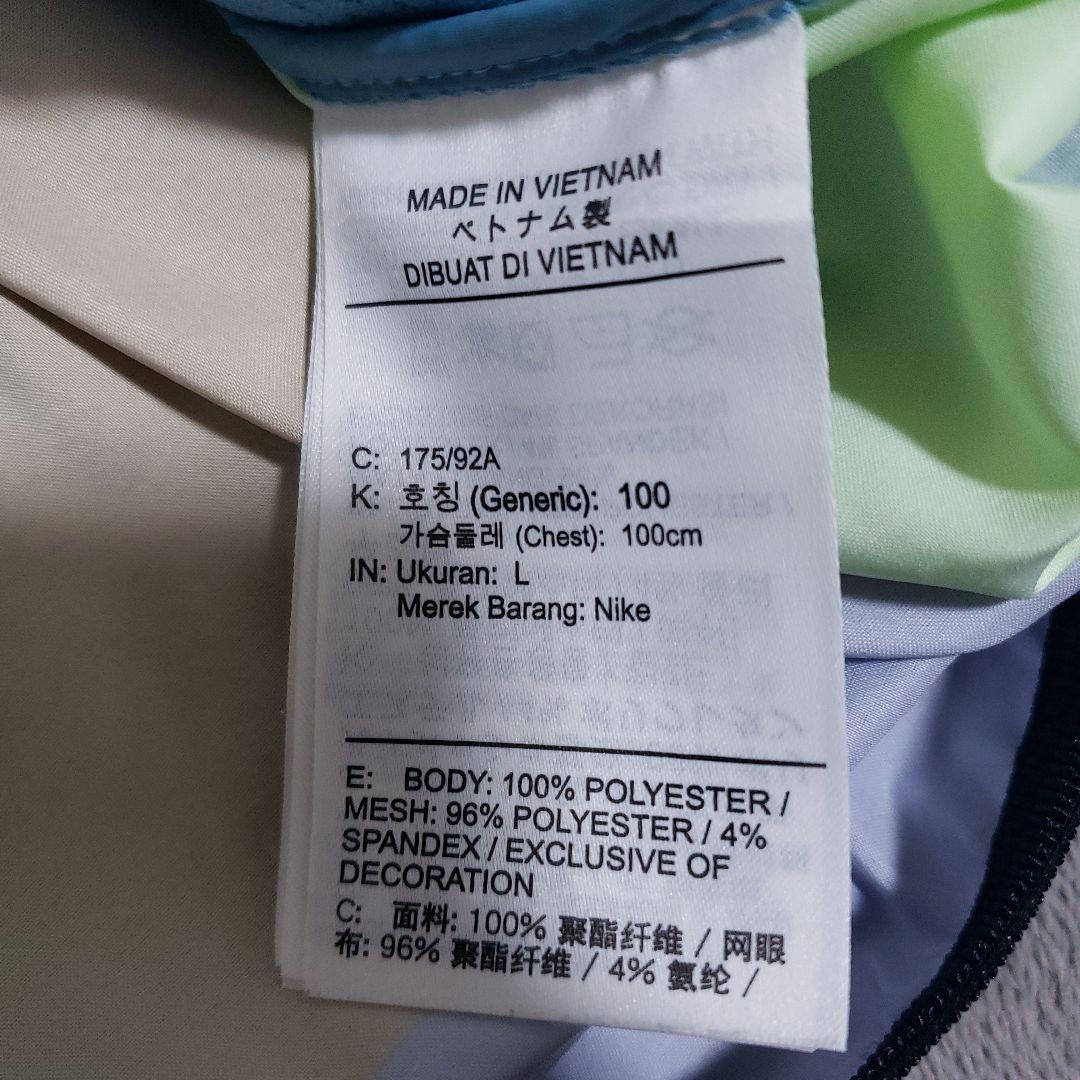 MADE IN VIETNAM
ベトナム製
DIBUAT DI VIETNAM
C: 175/92A
K: 호칭 (Generic): 100
가슴둘레 (Chest): 100cm
IN: Ukuran: L
Merek Barang: Nike
E: BODY: 100% POLYESTER /
MESH: 96% POLYESTER / 4%
SPANDEX / EXCLUSIVE OF
DECORATION
C: 面料: 100% 聚酯纤维 / 网眼
布: 96% 聚酯纤维 / 4% 氨纶 /